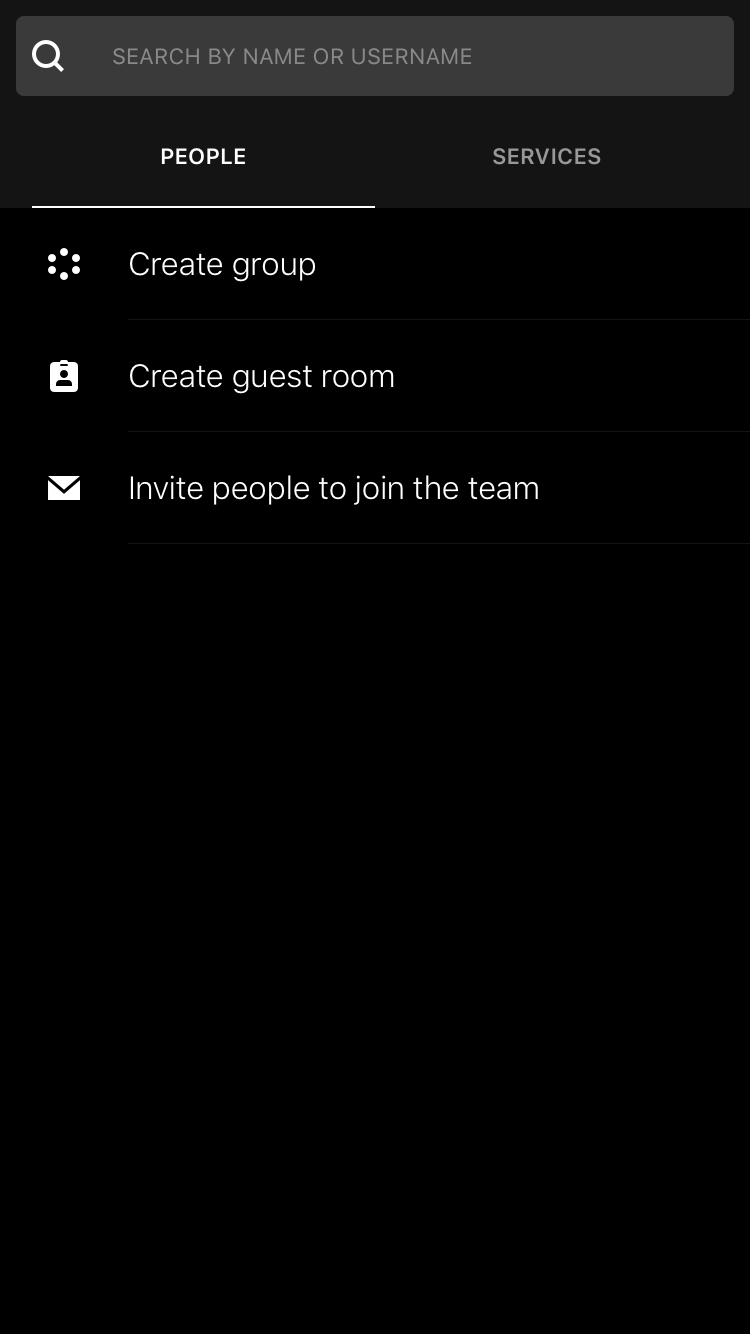 SEARCH BY NAME OR USERNAME
PEOPLE
SERVICES
Create group
Create guest room
Invite people to join the team